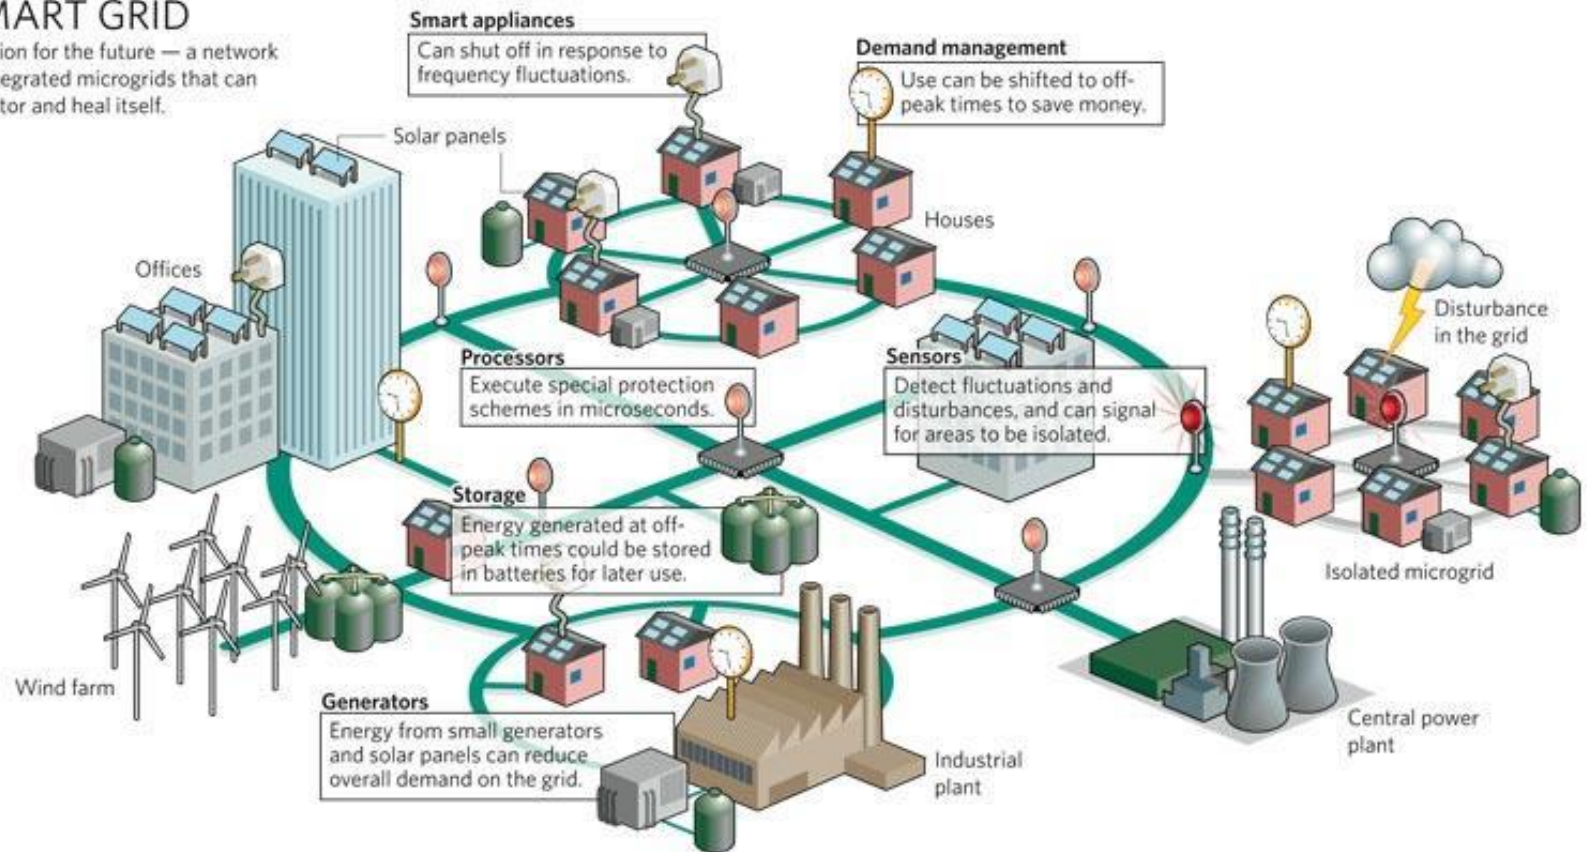 MART GRID
ion for the future — a network
egrated microgrids that can
tor and heal itself.
Smart appliances
Can shut off in response to
frequency fluctuations.
Demand management
Use can be shifted to off-
peak times to save money.
Solar panels
Houses
Offices
Disturbance
in the grid
Processors
Execute special protection
schemes in microseconds.
Sensors
Detect fluctuations and
disturbances, and can signal
for areas to be isolated.
Storage
Energy generated at off-
peak times could be stored
in batteries for later use.
Isolated microgrid
Wind farm
Generators
Energy from small generators
and solar panels can reduce
overall demand on the grid.
Central power
plant
Industrial
plant